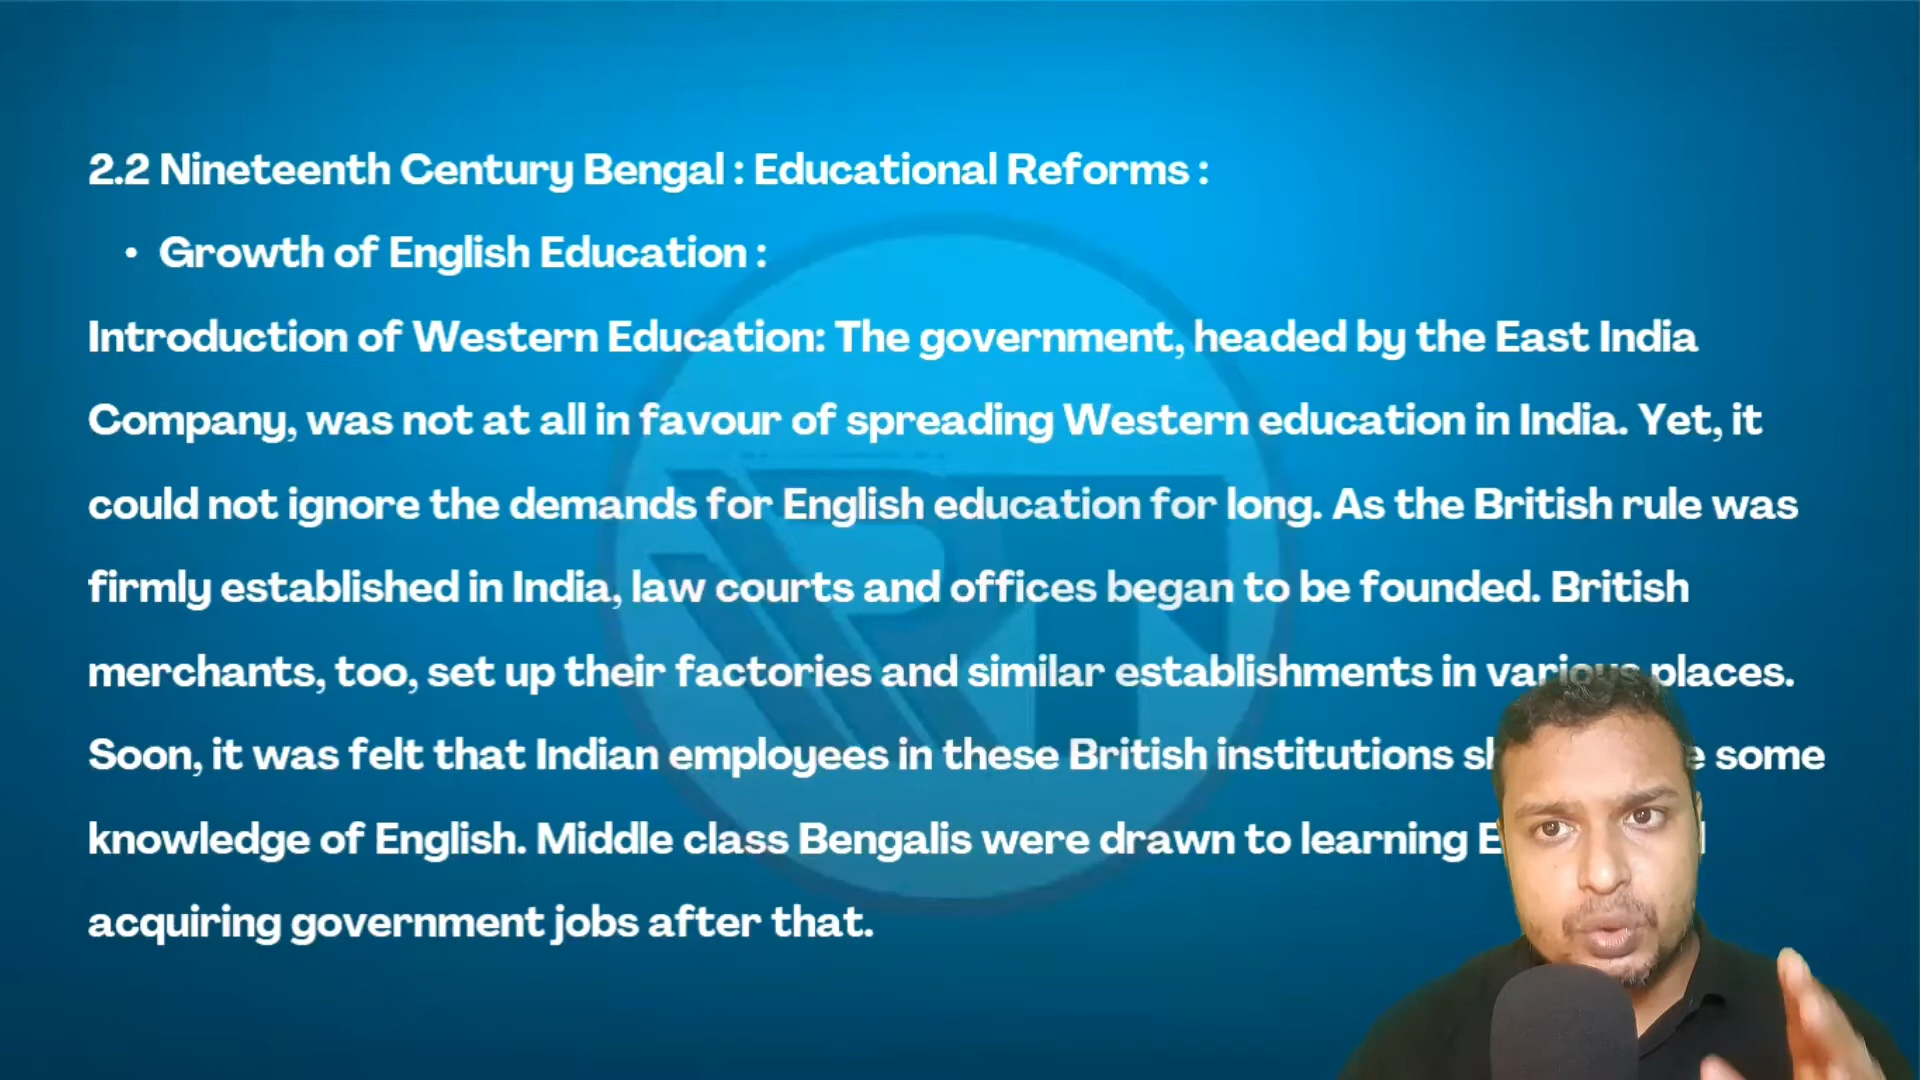 2.2 Nineteenth Century Bengal : Educational Reforms :
• Growth of English Education :
Introduction of Western Education: The government, headed by the East India
Company, was not at all in favour of spreading Western education in India. Yet, it
could not ignore the demands for English education for long. As the British rule was
firmly established in India, law courts and offices began to be founded. British
merchants, too, set up their factories and similar establishments in various places.
Soon, it was felt that Indian employees in these British institutions some
knowledge of English. Middle class Bengalis were drawn to learning
acquiring government jobs after that.